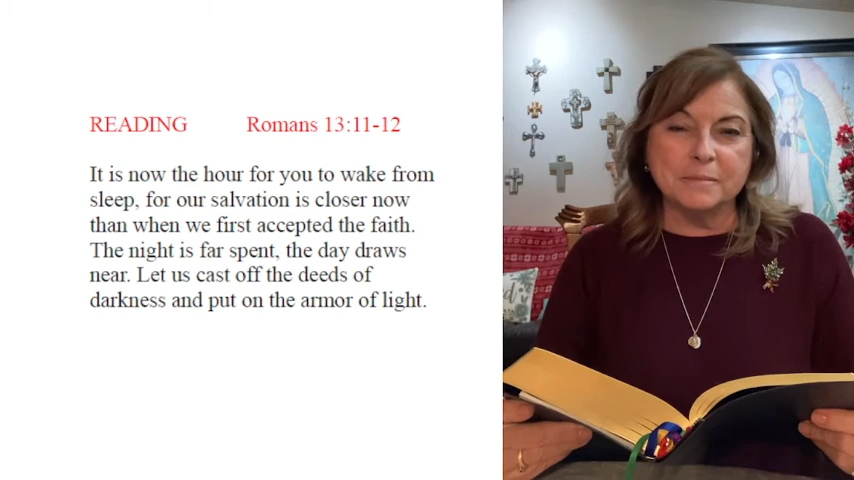 READING Romans 13:11-12
It is now the hour for you to wake from
sleep, for our salvation is closer now
than when we first accepted the faith.
The night is far spent, the day draws
near. Let us cast off the deeds of
darkness and put on the armor of light.